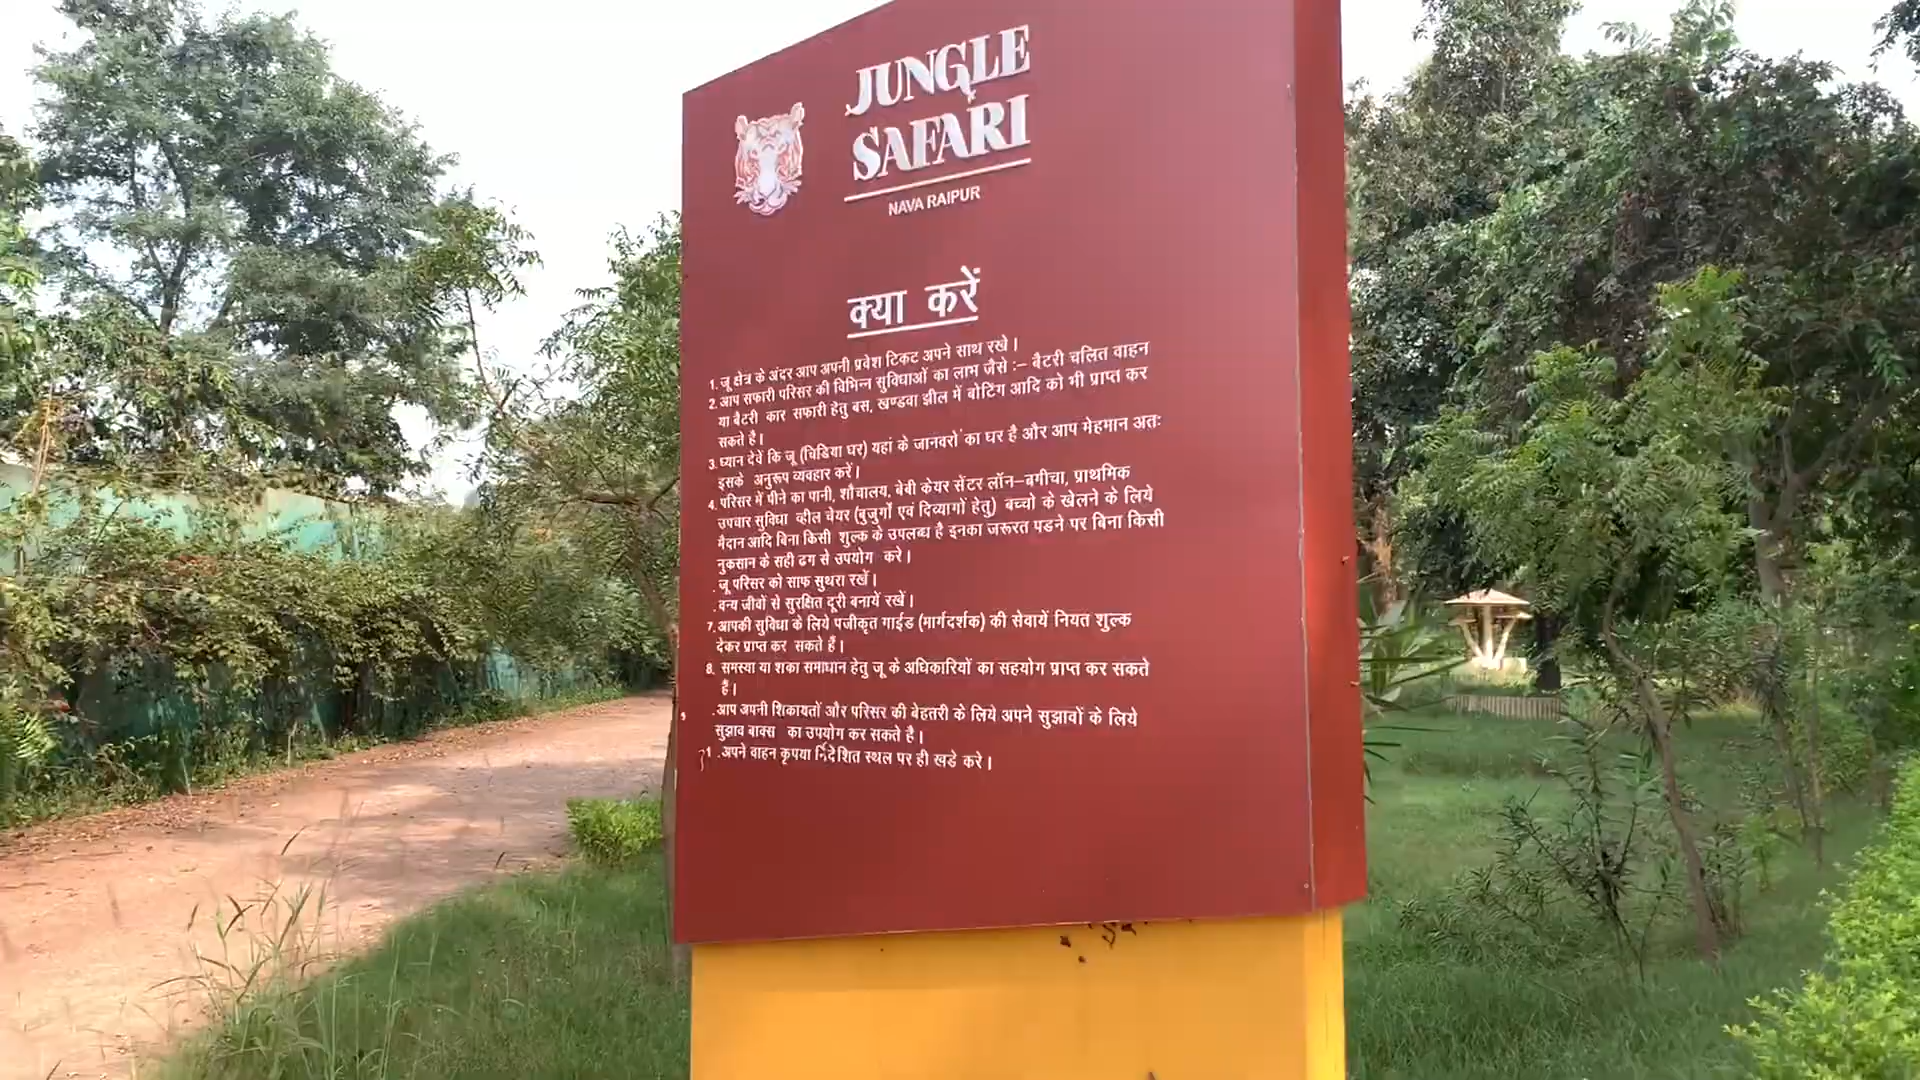 JUNGLE
SAFARI
NAVA RAIPUR
क्या करें
1. जू क्षेत्र के अंदर आप अपनी प्रवेश टिकट अपने साथ रखे।
2. आप सफारी परिसर की विभिन्न सुविधाओं का लाभ जैसे :– बैटरी चलित वाहन
या बैटरी कार सफारी हेतु बस, खण्डवा झील में बोटिंग आदि को भी प्राप्त कर
सकते है।
3. ध्यान देवें कि जू (चिडिया घर) यहां के जानवरो का घर है और आप मेहमान अतः
इसके अनुरूप व्यवहार करें।
4. परिसर में पीने का पानी, शौचालय, बेबी केयर सेंटर लॉन–बगीचा, प्राथमिक
उपचार सुविधा व्हील चेयर (बुजुगों एवं दिव्यागों हेतु) बच्चो के खेलने के लिये
मैदान आदि बिना किसी शुल्क के उपलब्ध है इनका जरूरत पडने पर बिना किसी
नुकसान के सही ढग से उपयोग करे।
. जू परिसर को साफ सुथरा रखें।
. वन्य जीवों से सुरक्षित दूरी बनायें रखें।
7. आपकी सुविधा के लिये पजीकृत गाईड (मार्गदर्शक) की सेवायें नियत शुल्क
देकर प्राप्त कर सकते हैं।
8. समस्या या शका समाधान हेतु जू के अधिकारियों का सहयोग प्राप्त कर सकते
हैं।
. आप अपनी शिकायतों और परिसर की बेहतरी के लिये अपने सुझावों के लिये
सुझाव बाक्स का उपयोग कर सकते है।
1 . अपने वाहन कृपया निर्देशित स्थल पर ही खडे करे।